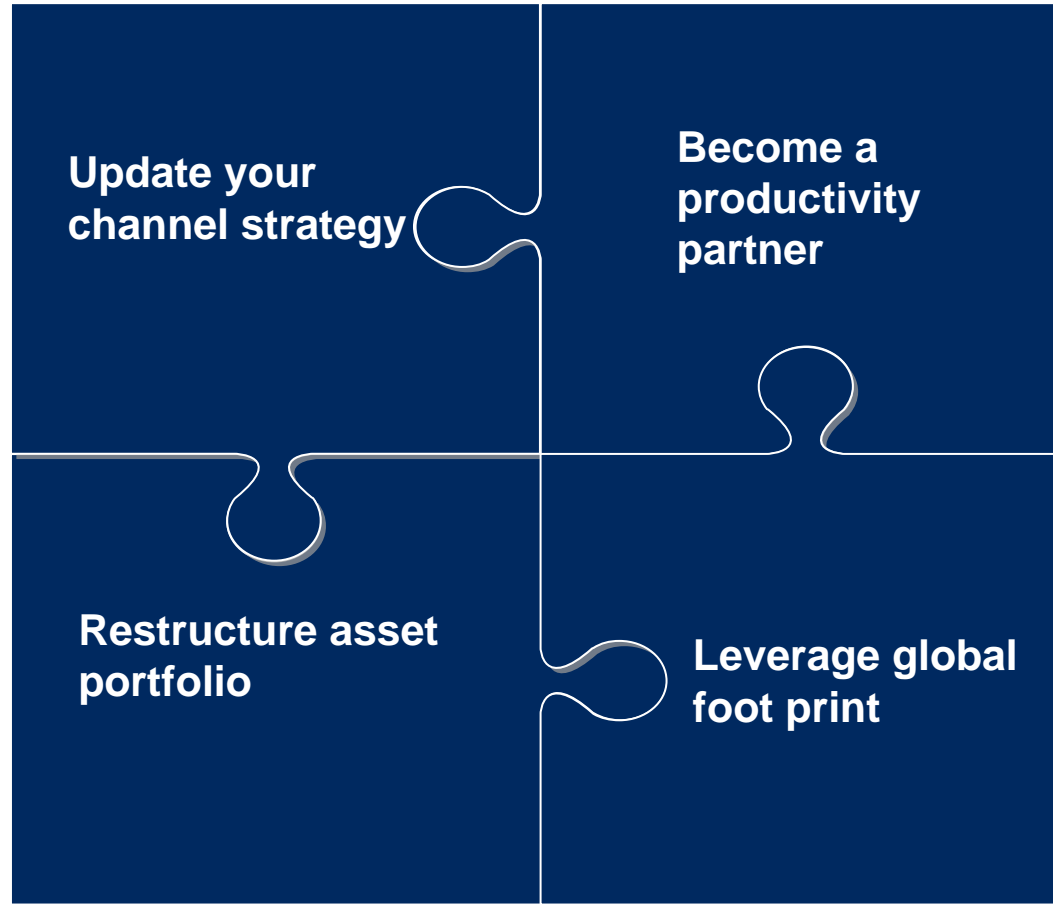 Update your
channel strategy
Become a
productivity
partner
Restructure asset
portfolio
Leverage global
foot print